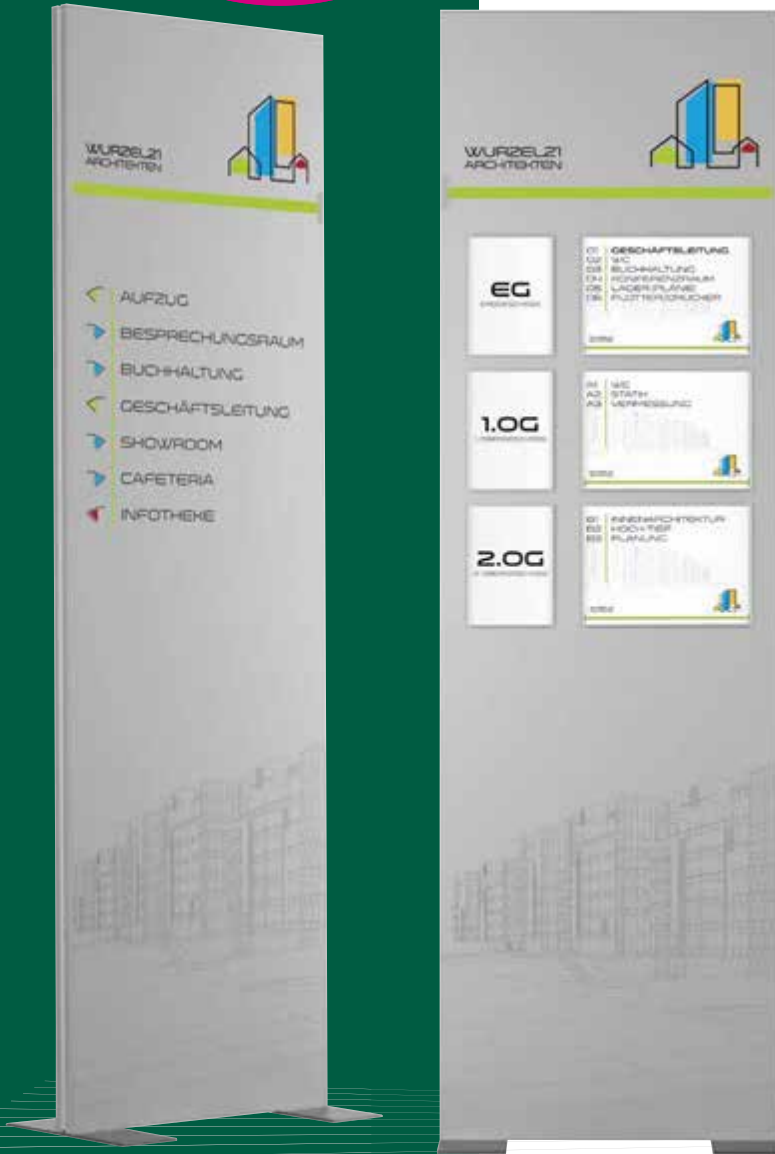 WURZEL21
ARCHITEKTEN
AUFZUG
BESPRECHUNGSRAUM
BUCHHALTUNG
GESCHÄFTSLEITUNG
SHOWROOM
CAFETERIA
INFOTHEKE
WURZEL21
ARCHITEKTEN
EG
01 GESCHÄFTSLEITUNG
02 WC
03 BUCHHALTUNG
04 KONFERENZRAUM
05 LAGER/PLÄNE
06 PLOTTER/DRUCKER
1.OG
A1 WC
A2 STATIK
A3 VERMESSUNG
2.OG
B1 INNENARCHITEKTUR
B2 HOCH+TIEF
B3 PLANUNG